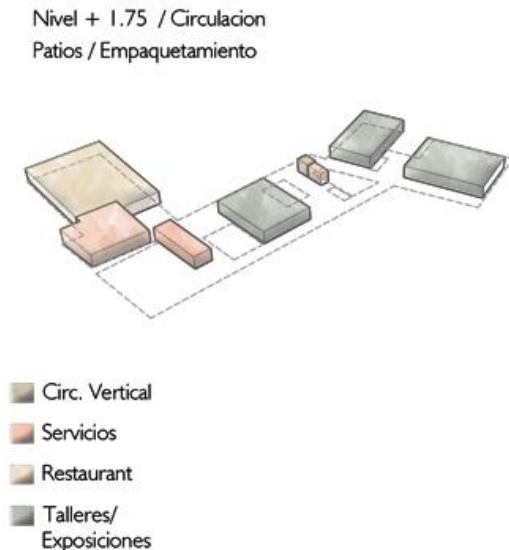 Nivel + 1.75 / Circulacion
Patios / Empaquetamiento
Circ. Vertical
Servicios
Restaurant
Talleres/
Exposiciones